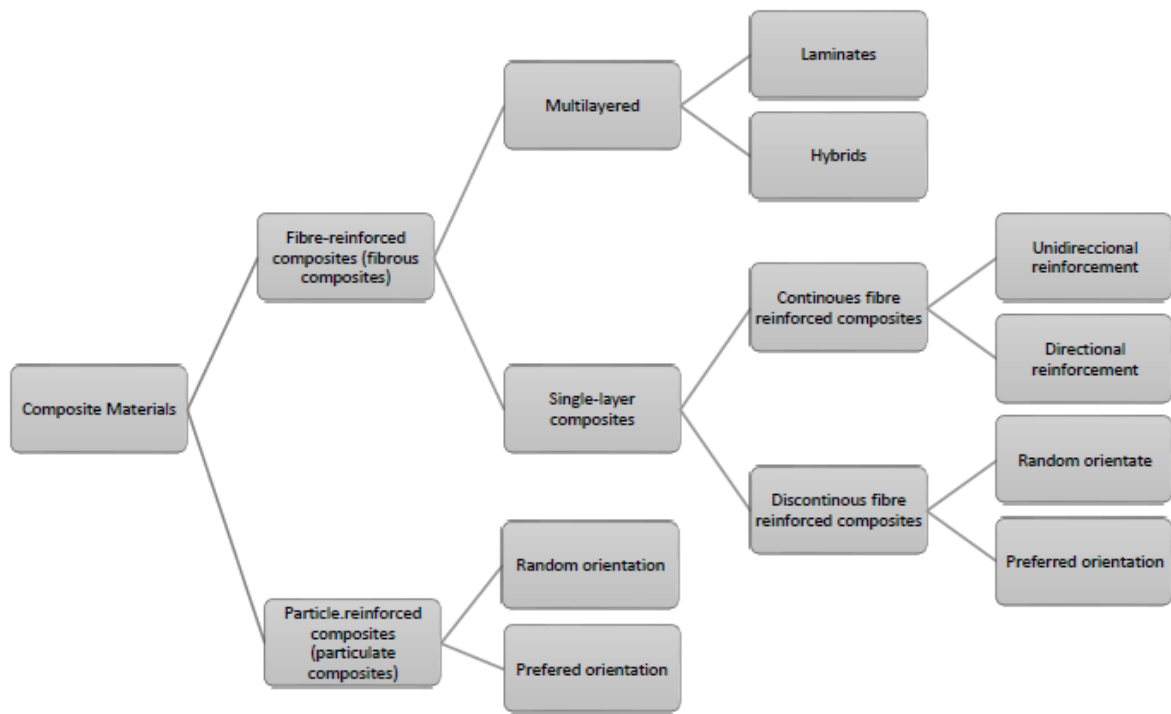 Composite Materials
Fibre-reinforced
composites (fibrous
composites)
Multilayered
Laminates
Hybrids
Single-layer
composites
Continoues fibre
reinforced composites
Unidireccional
reinforcement
Directional
reinforcement
Discontinous fibre
reinforced composites
Random orientate
Preferred orientation
Particle.reinforced
composites
(particulate
composites)
Random orientation
Prefered orientation